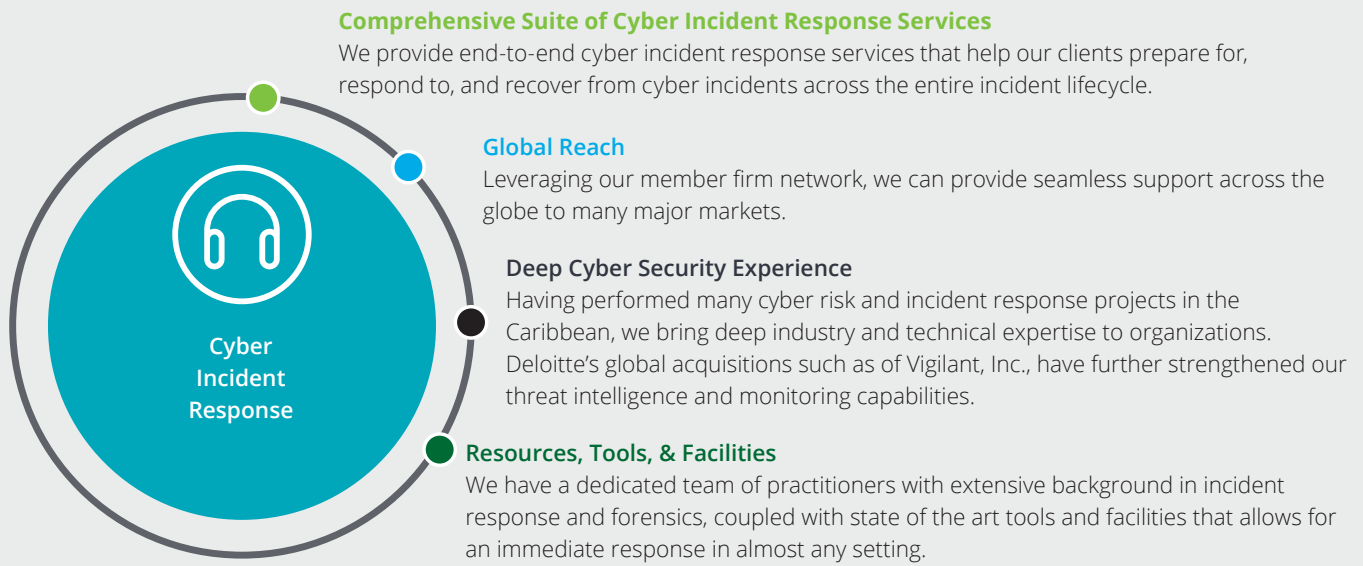 Comprehensive Suite of Cyber Incident Response Services
We provide end-to-end cyber incident response services that help our clients prepare for,
respond to, and recover from cyber incidents across the entire incident lifecycle.
Global Reach
Leveraging our member firm network, we can provide seamless support across the
globe to many major markets.
Deep Cyber Security Experience
Having performed many cyber risk and incident response projects in the
Caribbean, we bring deep industry and technical expertise to organizations.
Deloitte’s global acquisitions such as of Vigilant, Inc., have further strengthened our
threat intelligence and monitoring capabilities.
Cyber
Incident
Response
Resources, Tools, & Facilities
We have a dedicated team of practitioners with extensive background in incident
response and forensics, coupled with state of the art tools and facilities that allows for
an immediate response in almost any setting.